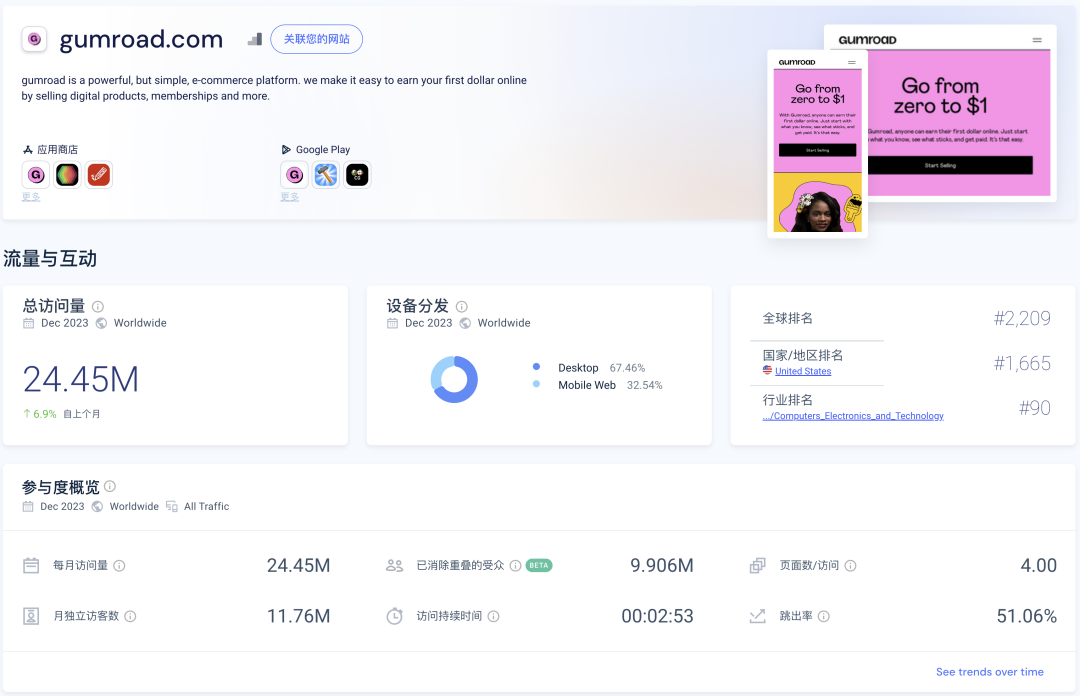 gumroad.com
关联您的网站
gumroad is a powerful, but simple, e-commerce platform. we make it easy to earn your first dollar online
by selling digital products, memberships and more.
应用商店
Google Play
更多
更多
GUMROAD
Go from
zero to $1
With Gumroad, anyone can earn their
first dollar online. Just start with
what you know, see what sticks, and
get paid. It's that easy.
Start Selling
GUMROAD
Go from
zero to $1
Gumroad, anyone can earn their first dollar online. Just start
what you know, see what sticks, and get paid. It's that easy.
Start Selling
流量与互动
总访问量
Dec 2023 Worldwide
24.45M
↑ 6.9% 自上个月
设备分发
Dec 2023 Worldwide
Desktop 67.46%
Mobile Web 32.54%
全球排名 #2,209
国家/地区排名
United States
#1,665
行业排名
.../Computers_Electronics_and_Technology
#90
参与度概览
Dec 2023 Worldwide All Traffic
每月访问量 24.45M
已消除重叠的受众 BETA 9.906M
页面数/访问 4.00
月独立访客数 11.76M
访问持续时间 00:02:53
跳出率 51.06%
See trends over time